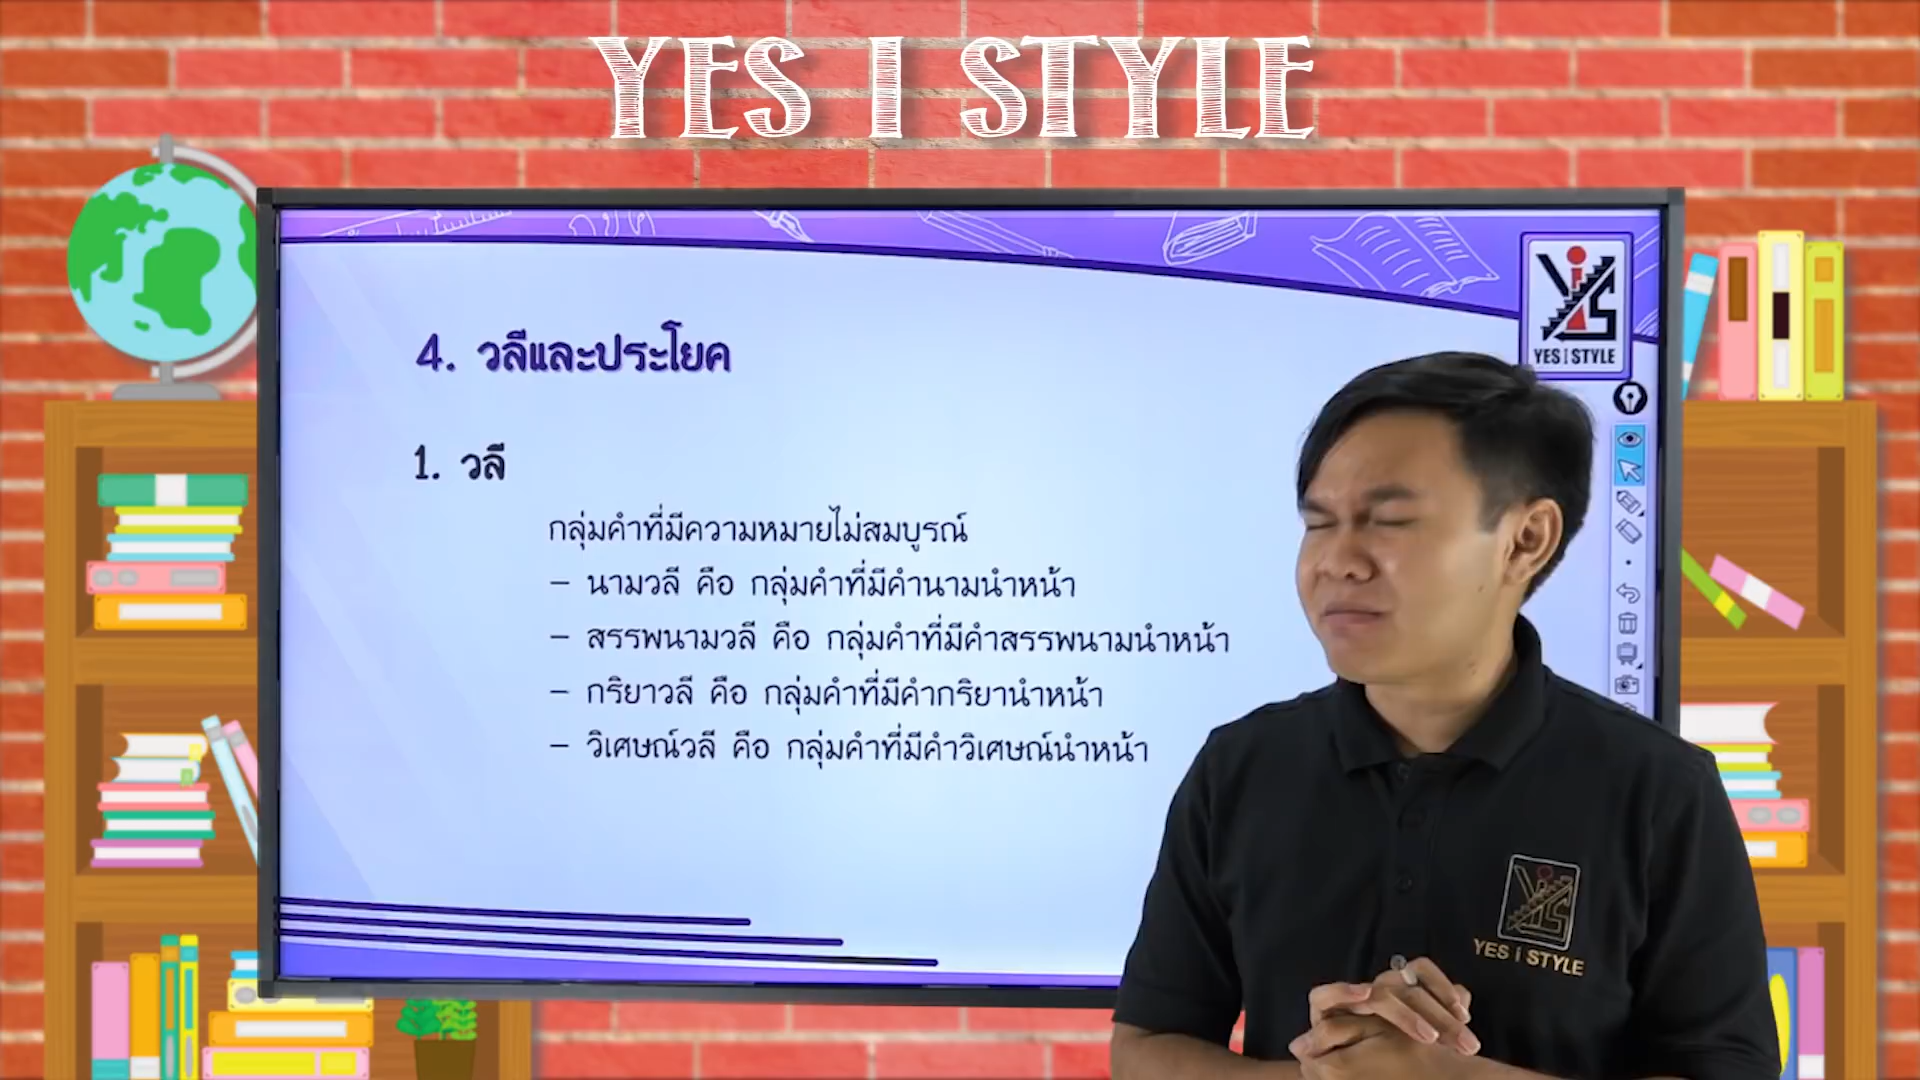 YES I STYLE
กขค
YES I STYLE
4. วลีและประโยค
1. วลี
กลุ่มคำที่มีความหมายไม่สมบูรณ์
– นามวลี คือ กลุ่มคำที่มีคำนามนำหน้า
– สรรพนามวลี คือ กลุ่มคำที่มีคำสรรพนามนำหน้า
– กริยาวลี คือ กลุ่มคำที่มีคำกริยานำหน้า
– วิเศษณ์วลี คือ กลุ่มคำที่มีคำวิเศษณ์นำหน้า
YES I STYLE